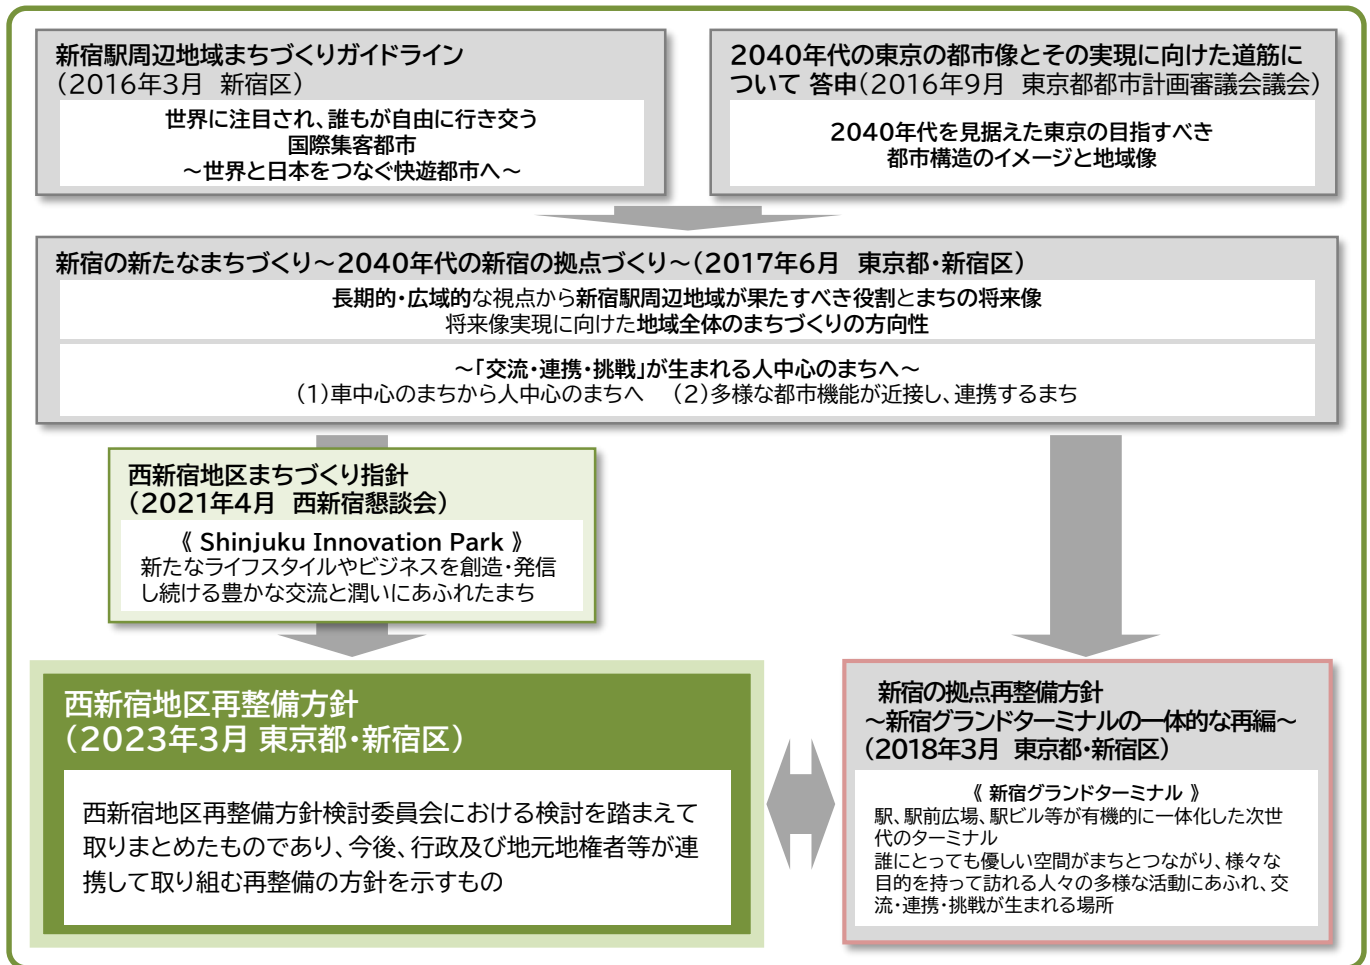 新宿駅周辺地域まちづくりガイドライン
（2016年3月　新宿区）
世界に注目され、誰もが自由に行き交う
国際集客都市
～世界と日本をつなぐ快遊都市へ～
2040年代の東京の都市像とその実現に向けた道筋に
ついて 答申（2016年9月　東京都都市計画審議会議会）
2040年代を見据えた東京の目指すべき
都市構造のイメージと地域像
新宿の新たなまちづくり～2040年代の新宿の拠点づくり～（2017年6月　東京都・新宿区）
長期的・広域的な視点から新宿駅周辺地域が果たすべき役割とまちの将来像
将来像実現に向けた地域全体のまちづくりの方向性
～「交流・連携・挑戦」が生まれる人中心のまちへ～
（1）車中心のまちから人中心のまちへ　（2）多様な都市機能が近接し、連携するまち
西新宿地区まちづくり指針
（2021年4月　西新宿懇談会）
《 Shinjuku Innovation Park 》
新たなライフスタイルやビジネスを創造・発信
し続ける豊かな交流と潤いにあふれたまち
西新宿地区再整備方針
（2023年3月 東京都・新宿区）
西新宿地区再整備方針検討委員会における検討を踏まえて
取りまとめたものであり、今後、行政及び地元地権者等が連
携して取り組む再整備の方針を示すもの
新宿の拠点再整備方針
～新宿グランドターミナルの一体的な再編～
（2018年3月　東京都・新宿区）
《 新宿グランドターミナル 》
駅、駅前広場、駅ビル等が有機的に一体化した次世
代のターミナル
誰にとっても優しい空間がまちとつながり、様々な
目的を持って訪れる人々の多様な活動にあふれ、交
流・連携・挑戦が生まれる場所